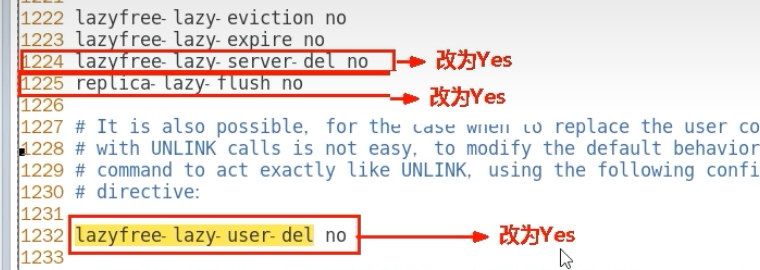 1222 lazyfree-lazy-eviction no
1223 lazyfree-lazy-expire no
1224 lazyfree-lazy-server-del no 改为Yes
1225 replica-lazy-flush no
改为Yes
1226
1227 # It is also possible, for the case when to replace the user co
1228 # with UNLINK calls is not easy, to modify the default behavior
1229 # command to act exactly like UNLINK, using the following confi
1230 # directive:
1231
1232 lazyfree-lazy-user-del no 改为Yes
1233